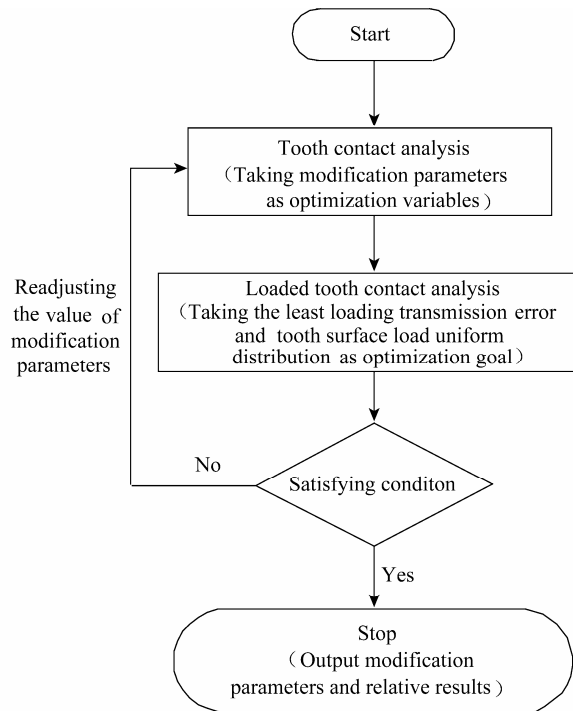 Start
Tooth contact analysis
(Taking modification parameters
as optimization variables)
Readjusting
the value of
modification
parameters
Loaded tooth contact analysis
(Taking the least loading transmission error
and tooth surface load uniform
distribution as optimization goal)
No
Satisfying conditon
Yes
Stop
(Output modification
parameters and relative results)